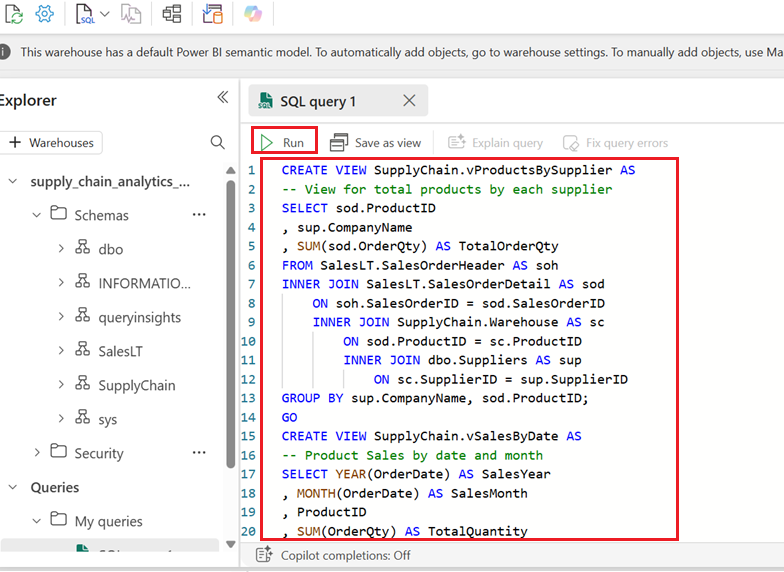 SQL
This warehouse has a default Power BI semantic model. To automatically add objects, go to warehouse settings. To manually add objects, use Ma
Explorer
+ Warehouses
supply_chain_analytics_...
Schemas ...
dbo
INFORMATIO...
queryinsights
SalesLT
SupplyChain
sys
Security ...
Queries
My queries
SQL query 1
Run
Save as view
Explain query
Fix query errors
1 CREATE VIEW SupplyChain.vProductsBySupplier AS
2 -- View for total products by each supplier
3 SELECT sod.ProductID
4 , sup.CompanyName
5 , SUM(sod.OrderQty) AS TotalOrderQty
6 FROM SalesLT.SalesOrderHeader AS soh
7 INNER JOIN SalesLT.SalesOrderDetail AS sod
8 ON soh.SalesOrderID = sod.SalesOrderID
9 INNER JOIN SupplyChain.Warehouse AS sc
10 ON sod.ProductID = sc.ProductID
11 INNER JOIN dbo.Suppliers AS sup
12 ON sc.SupplierID = sup.SupplierID
13 GROUP BY sup.CompanyName, sod.ProductID;
14 GO
15 CREATE VIEW SupplyChain.vSalesByDate AS
16 -- Product Sales by date and month
17 SELECT YEAR(OrderDate) AS SalesYear
18 , MONTH(OrderDate) AS SalesMonth
19 , ProductID
20 , SUM(OrderQty) AS TotalQuantity
Copilot completions: Off